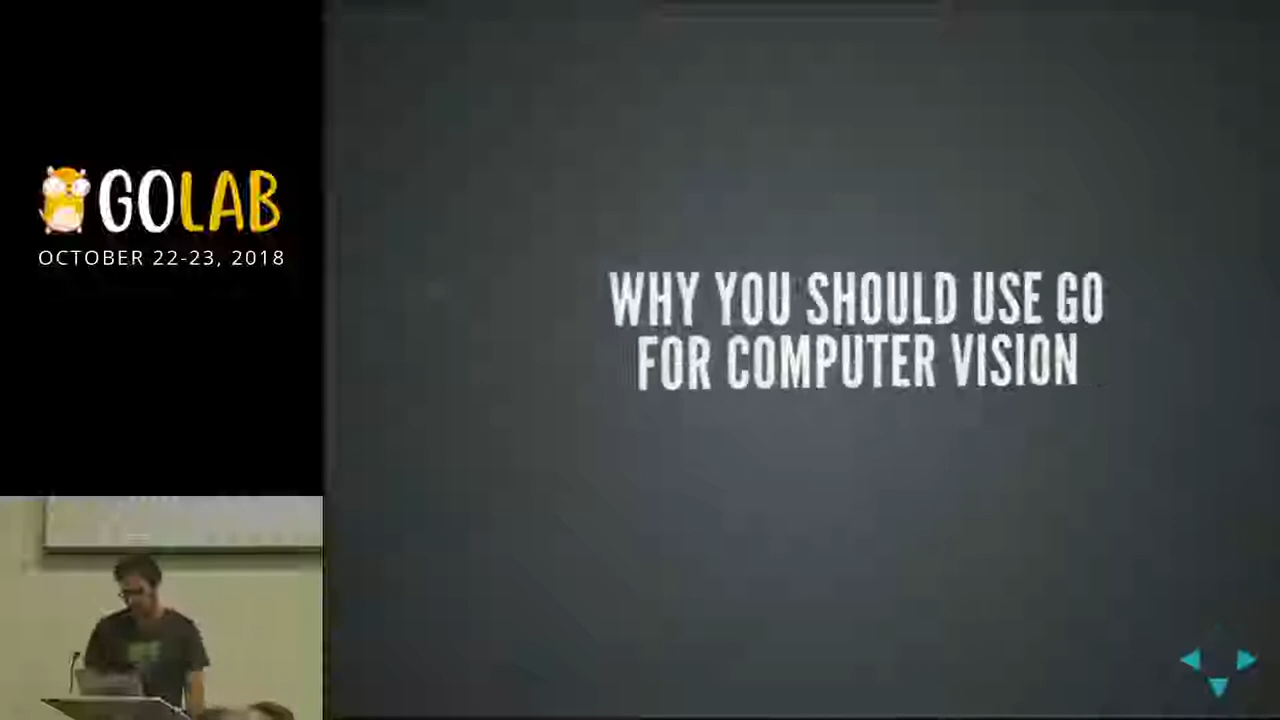 GOLAB
OCTOBER 22-23, 2018
WHY YOU SHOULD USE GO
FOR COMPUTER VISION